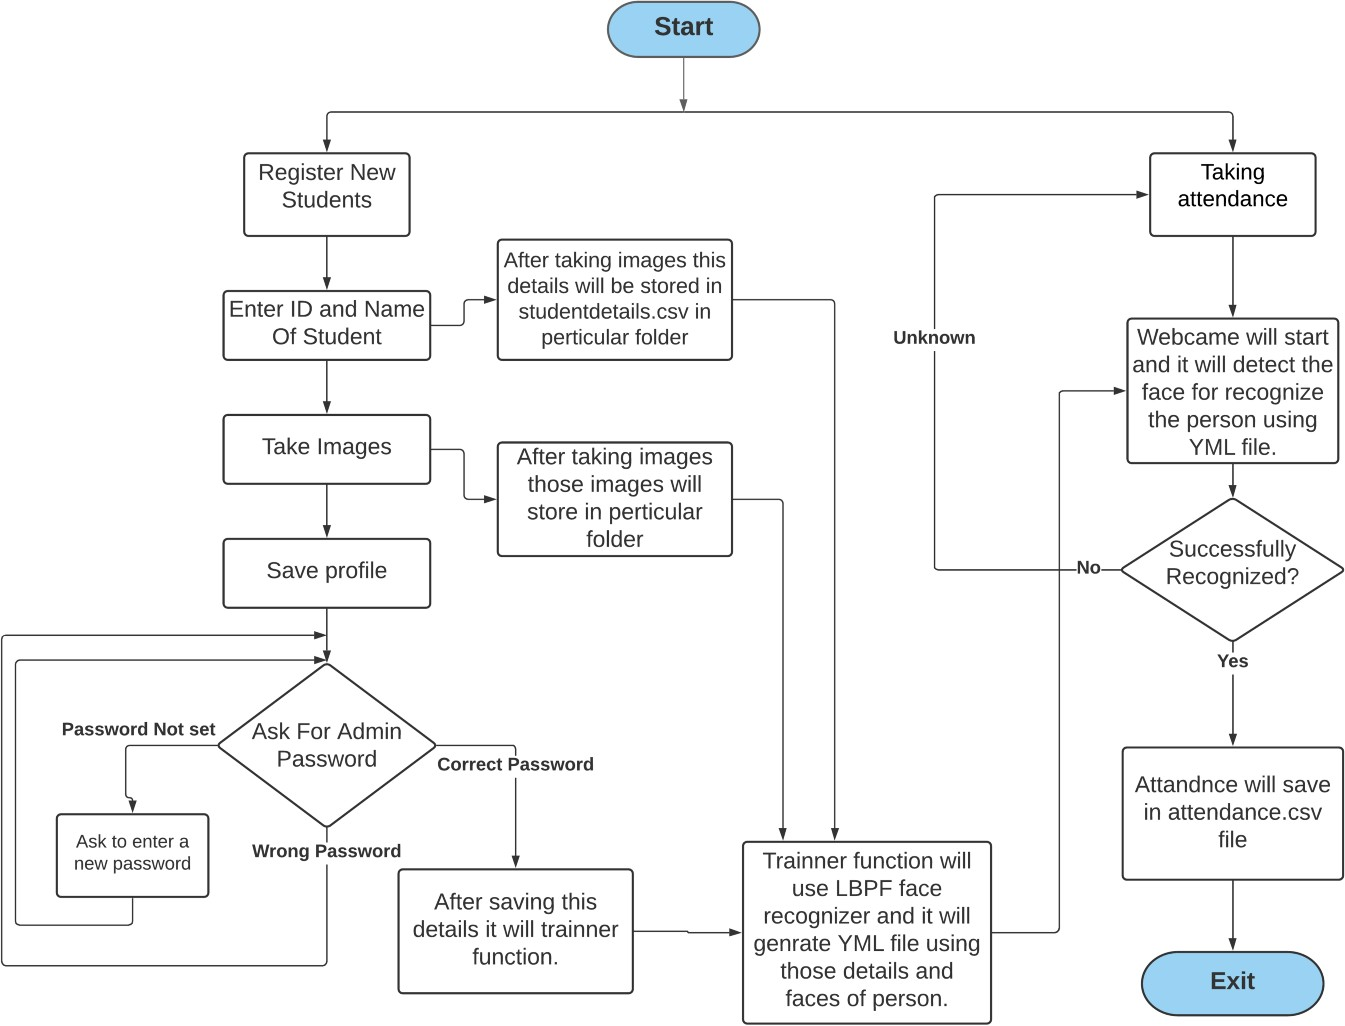 Start
Register New
Students
Enter ID and Name
Of Student
After taking images this
details will be stored in
studentdetails.csv in
perticular folder
Take Images
After taking images
those images will
store in perticular
folder
Save profile
Ask For Admin
Password
Password Not set
Ask to enter a
new password
Wrong Password
Correct Password
After saving this
details it will trainner
function.
Trainner function will
use LBPF face
recognizer and it will
genrate YML file using
those details and
faces of person.
Taking
attendance
Unknown
Webcame will start
and it will detect the
face for recognize
the person using
YML file.
Successfully
Recognized?
No
Yes
Attandnce will save
in attendance.csv
file
Exit